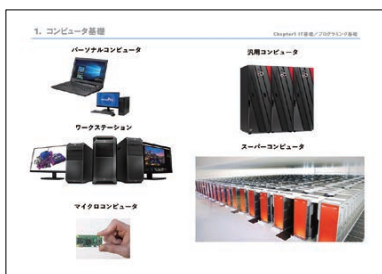 1. コンピュータ基礎
Chapter1 IT基礎／プログラミング基礎
パーソナルコンピュータ
汎用コンピュータ
ワークステーション
スーパーコンピュータ
マイクロコンピュータ